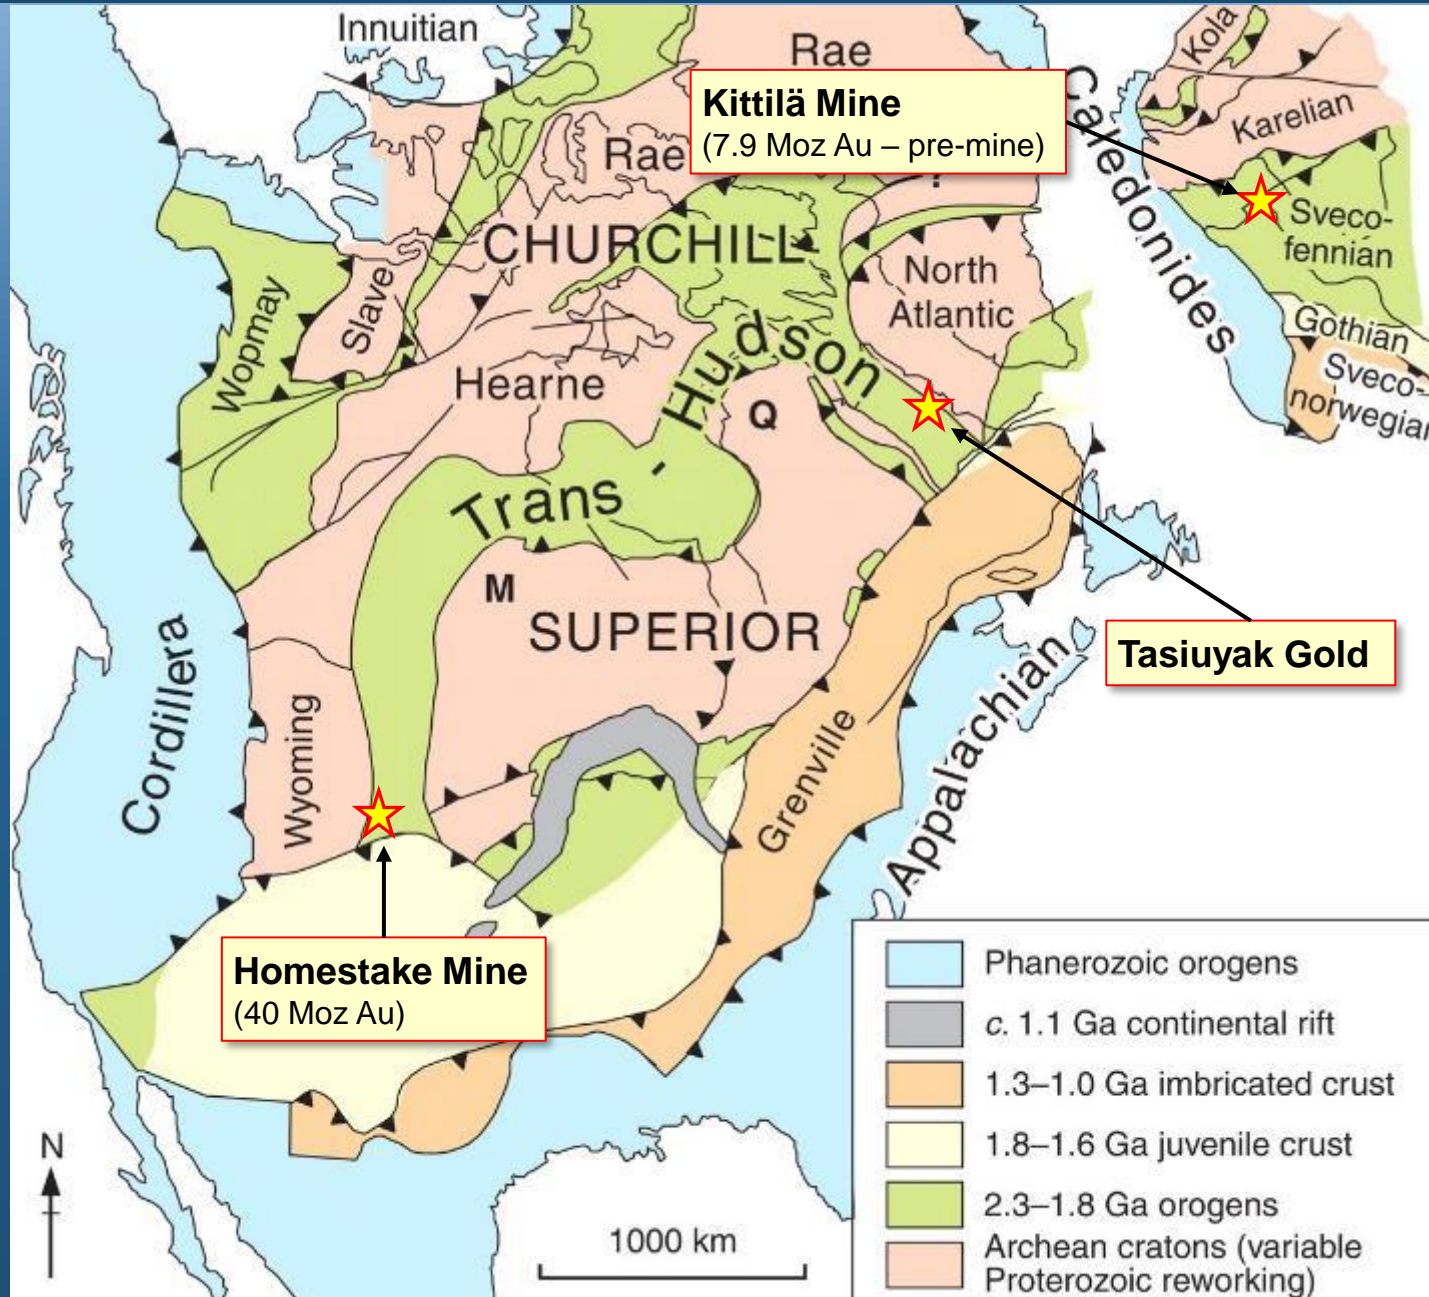 Innuitian
Rae
Kola
Caledonides
Kittilä Mine
(7.9 Moz Au – pre-mine)
Karelian
Rae
?
Sveco-
fennián
CHURCHILL
North
Atlantic
Slave
Wopmay
Gothian
Sveco-
norwegian
Hearne
Trans-Hudson
Q
M
SUPERIOR
Tasiuyak Gold
Cordillera
Wyoming
Grenville
Appalachian
Homestake Mine
(40 Moz Au)
Phanerozoic orogens
c. 1.1 Ga continental rift
1.3–1.0 Ga imbricated crust
1.8–1.6 Ga juvenile crust
2.3–1.8 Ga orogens
Archean cratons (variable
Proterozoic reworking)
N
1000 km